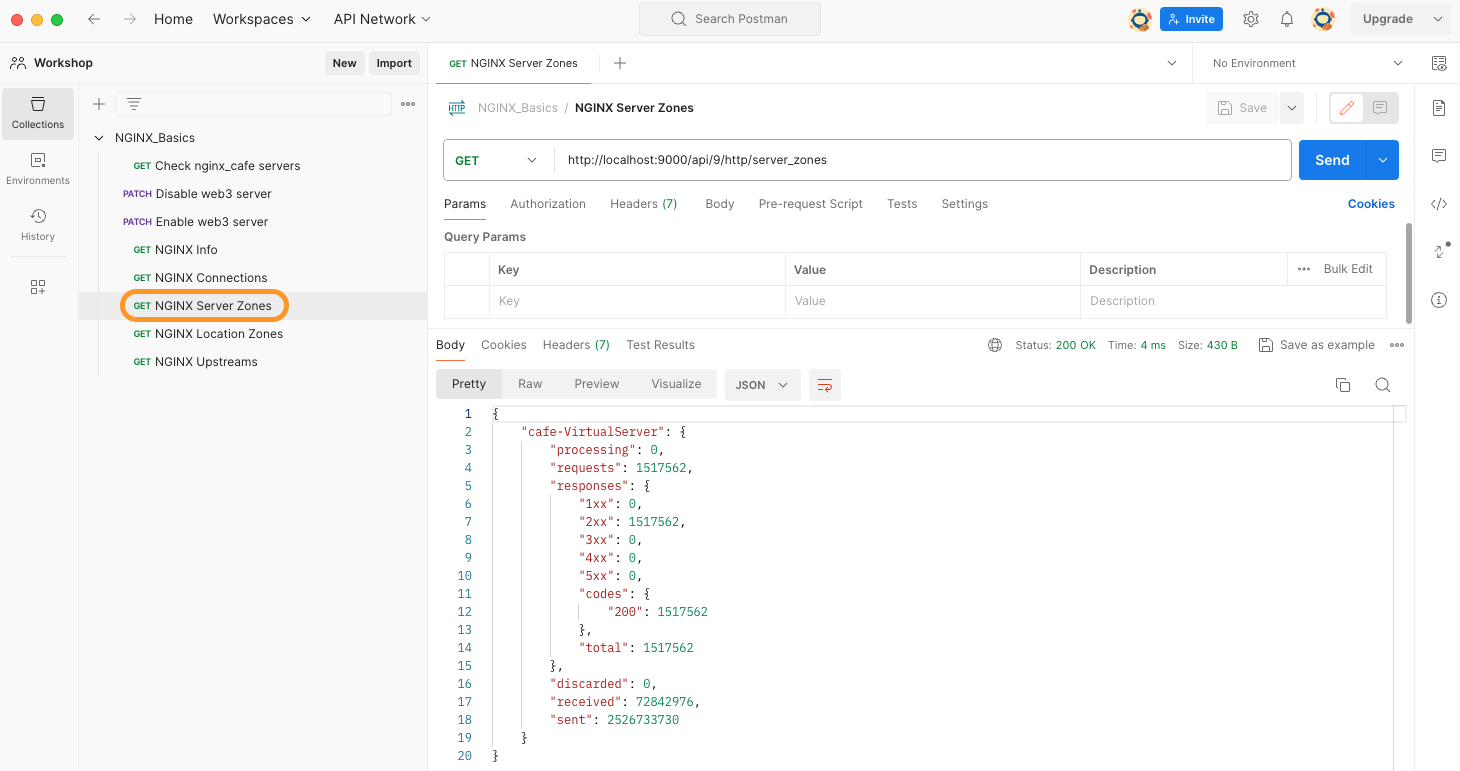 Home Workspaces API Network Search Postman Invite Upgrade
Workshop New Import
GET NGINX Server Zones No Environment
Collections
Environments
History
NGINX_Basics
GET Check nginx_cafe servers
PATCH Disable web3 server
PATCH Enable web3 server
GET NGINX Info
GET NGINX Connections
GET NGINX Server Zones
GET NGINX Location Zones
GET NGINX Upstreams
HTTP NGINX_Basics / NGINX Server Zones Save
GET http://localhost:9000/api/9/http/server_zones Send
Params Authorization Headers (7) Body Pre-request Script Tests Settings Cookies
Query Params
Key Value Description Bulk Edit
Key Value Description
Body Cookies Headers (7) Test Results Status: 200 OK Time: 4 ms Size: 430 B Save as example
Pretty Raw Preview Visualize JSON
1 {
2 "cafe-VirtualServer": {
3 "processing": 0,
4 "requests": 1517562,
5 "responses": {
6 "1xx": 0,
7 "2xx": 1517562,
8 "3xx": 0,
9 "4xx": 0,
10 "5xx": 0,
11 "codes": {
12 "200": 1517562
13 },
14 "total": 1517562
15 },
16 "discarded": 0,
17 "received": 72842976,
18 "sent": 2526733730
19 }
20 }